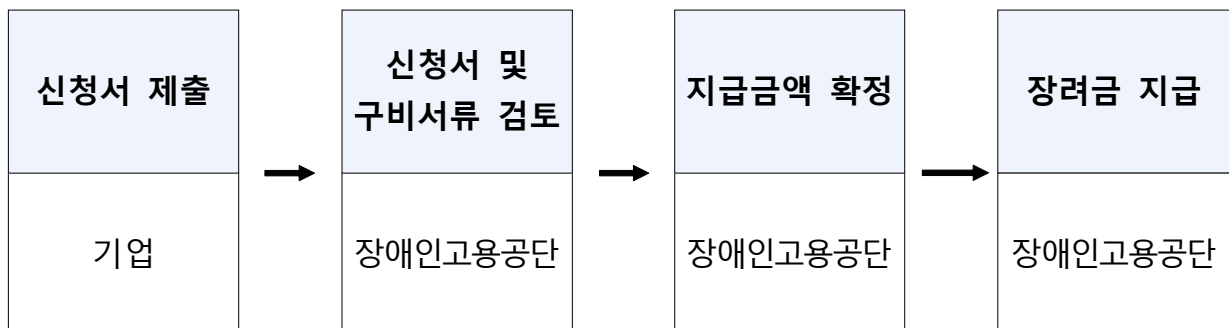 신청서 제출
신청서 및
구비서류 검토
지급금액 확정
장려금 지급
기업
장애인고용공단
장애인고용공단
장애인고용공단